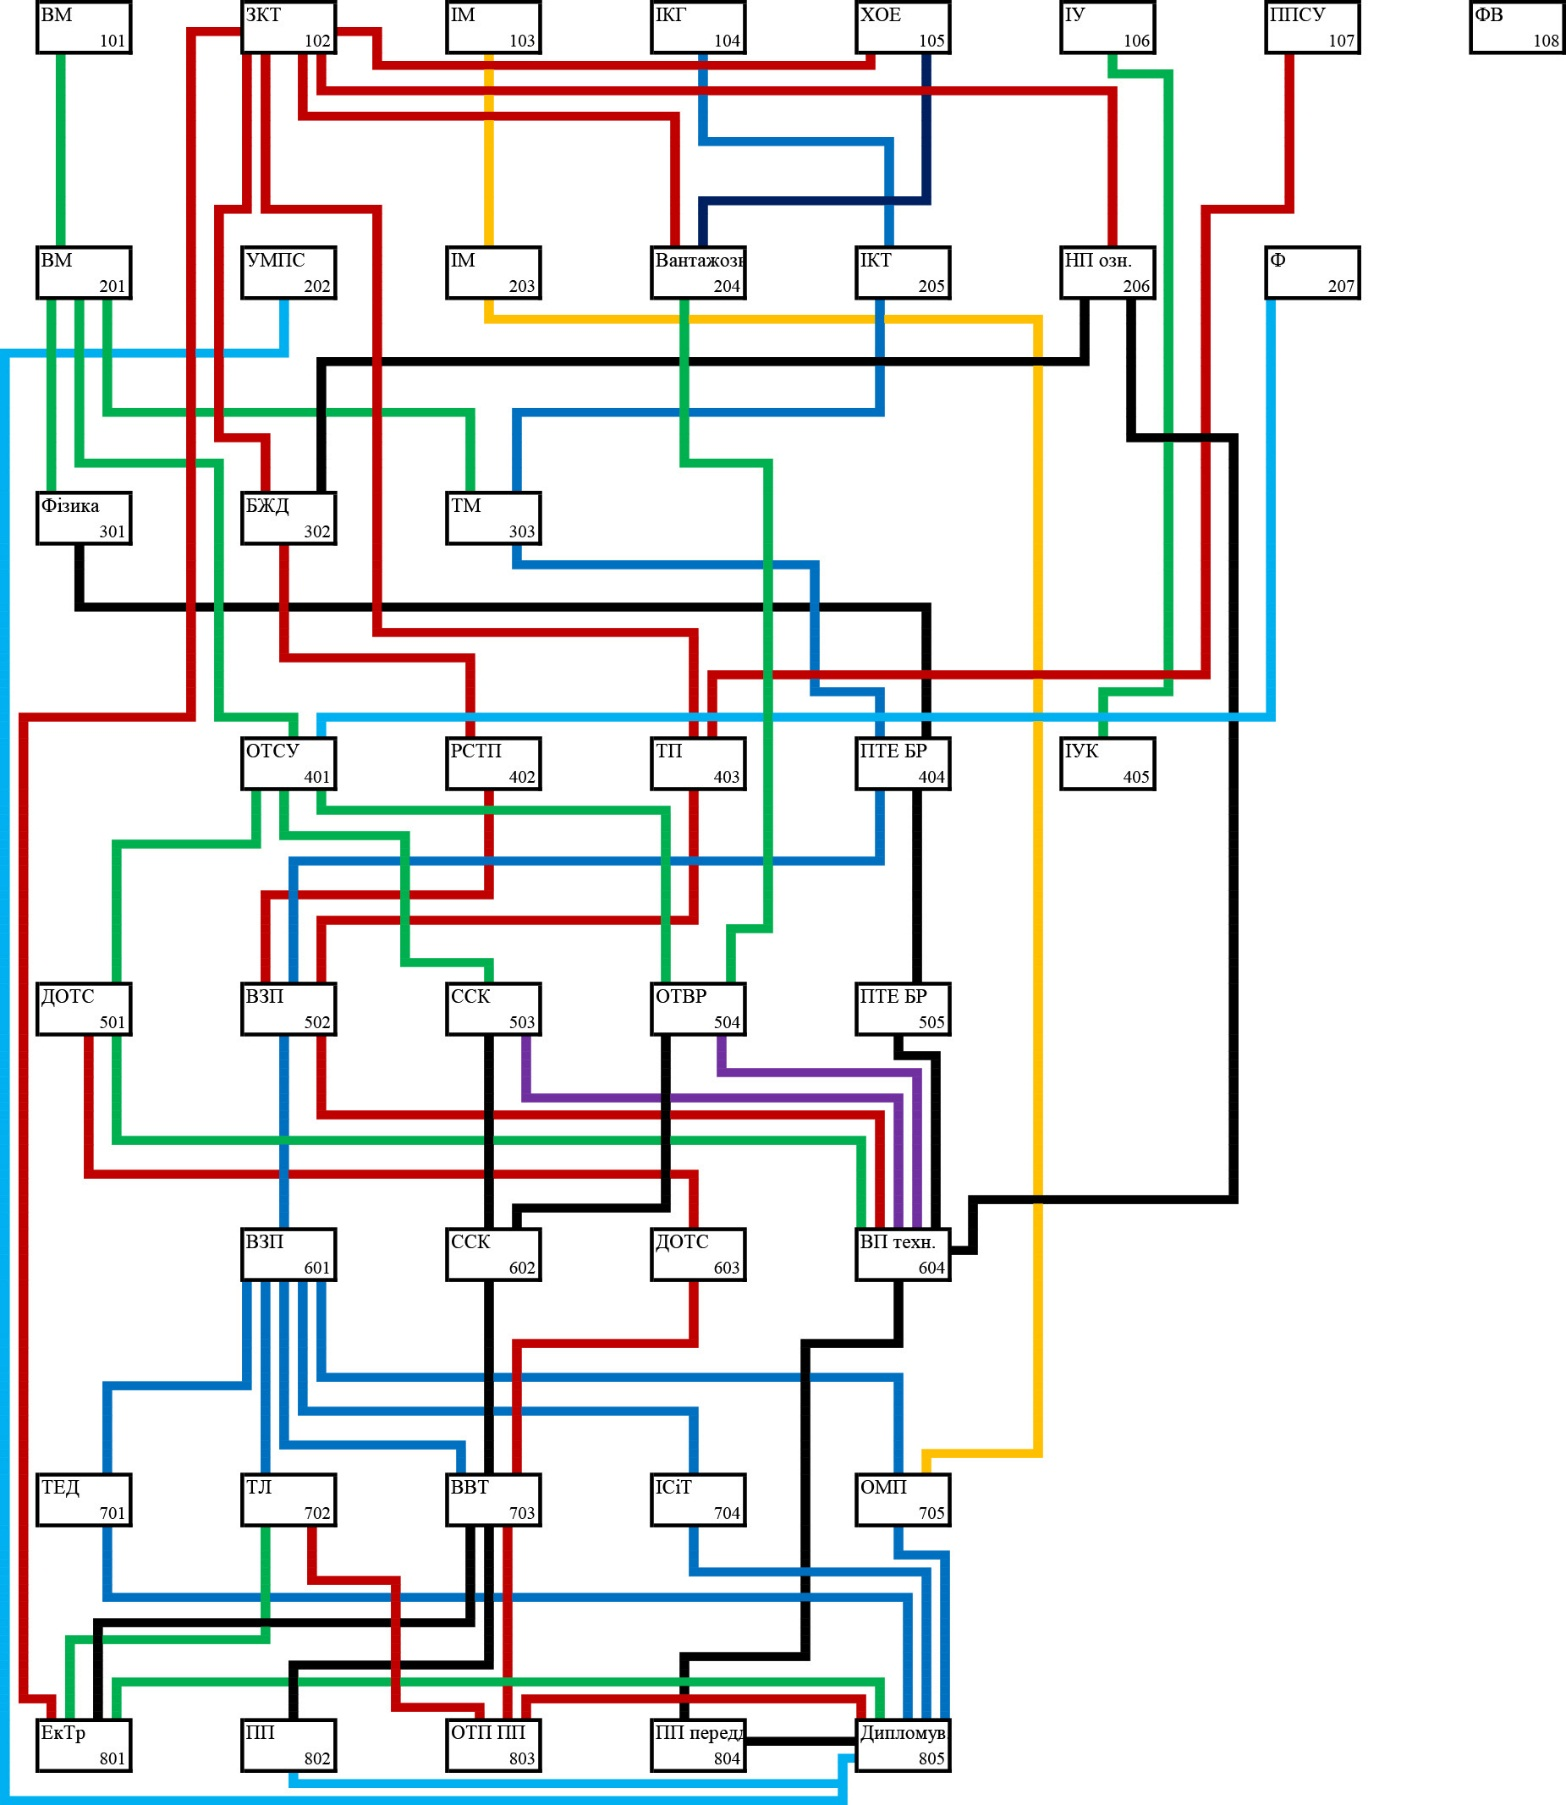 ВМ
101
ЗКТ
102
ІМ
103
ІКГ
104
ХОЕ
105
ІУ
106
ППСУ
107
ФВ
108
ВМ
201
УМПС
202
ІМ
203
Вантажозн
204
ІКТ
205
НП озн.
206
Ф
207
Фізика
301
БЖД
302
ТМ
303
ОТСУ
401
РСТП
402
ТП
403
ПТЕ БР
404
ІУК
405
ДОТС
501
ВЗП
502
ССК
503
ОТВР
504
ПТЕ БР
505
ВЗП
601
ССК
602
ДОТС
603
ВП техн.
604
ТЕД
701
ТЛ
702
ВВТ
703
ІСіТ
704
ОМП
705
ЕкТр
801
ПП
802
ОТП ПП
803
ПП передд
804
Дипломув.
805